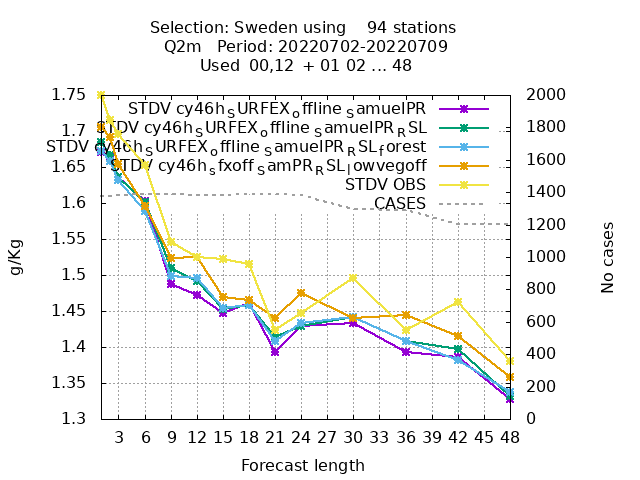 Selection: Sweden using    94 stations
Q2m   Period: 20220702-20220709
Used  00,12  + 01 02 ... 48
STDV cy46h_SURFEX_offline_samuelPR
STDV cy46h_SURFEX_offline_samuelPR_RSL
STDV cy46h_SURFEX_offline_samuelPR_RSL_forest
STDV cy46h_sfxoff_SamPR_RSL_lowvegoff
STDV OBS
CASES
g/Kg
1.75
1.7
1.65
1.6
1.55
1.5
1.45
1.4
1.35
1.3
No cases
2000
1800
1600
1400
1200
1000
800
600
400
200
0
3 6 9 12 15 18 21 24 27 30 33 36 39 42 45 48
Forecast length